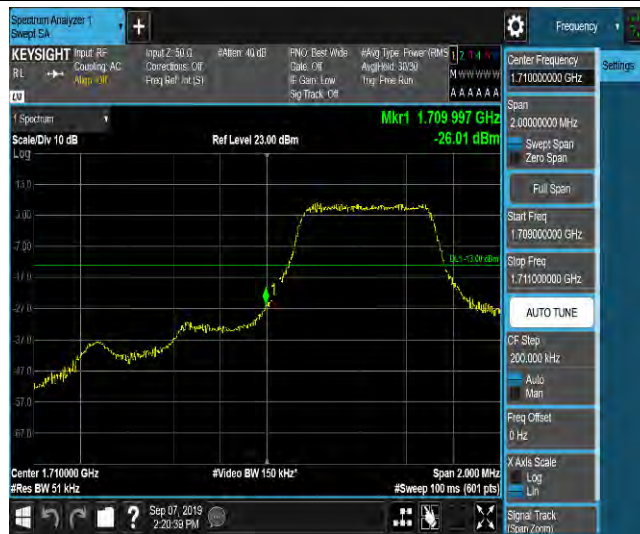 Spectrum Analyzer 1
Swept SA
+
Frequency
KEYSIGHT
RL
Input: RF
Coupling: AC
Align: Off
Input Z: 50 Ω
Corrections: Off
Freq Ref: Int (S)
#Atten: 40 dB
PNO: Best Wide
Gate: Off
IF Gain: Low
Sig Track: Off
#Avg Type: Power (RMS
Avg|Hold: 30/30
Trig: Free Run
M W W W W W
A A A A A A
LU
1 Spectrum
Scale/Div 10 dB
Log
Ref Level 23.00 dBm
Mkr1 1.709 997 GHz
-26.01 dBm
13.0
3.00
-7.00
-17.0
-27.0
-37.0
-47.0
-57.0
-67.0
DL1 -13.00 dBm
1
Center 1.710000 GHz
#Video BW 150 kHz*
Span 2.000 MHz
#Res BW 51 kHz
#Sweep 100 ms (601 pts)
Center Frequency
1.710000000 GHz
Settings
Span
2.00000000 MHz
Swept Span
Zero Span
Full Span
Start Freq
1.709000000 GHz
Stop Freq
1.711000000 GHz
AUTO TUNE
CF Step
200.000 kHz
Auto
Man
Freq Offset
0 Hz
X Axis Scale
Log
Lin
Signal Track
(Span Zoom)
?
Sep 07, 2019
2:20:39 PM